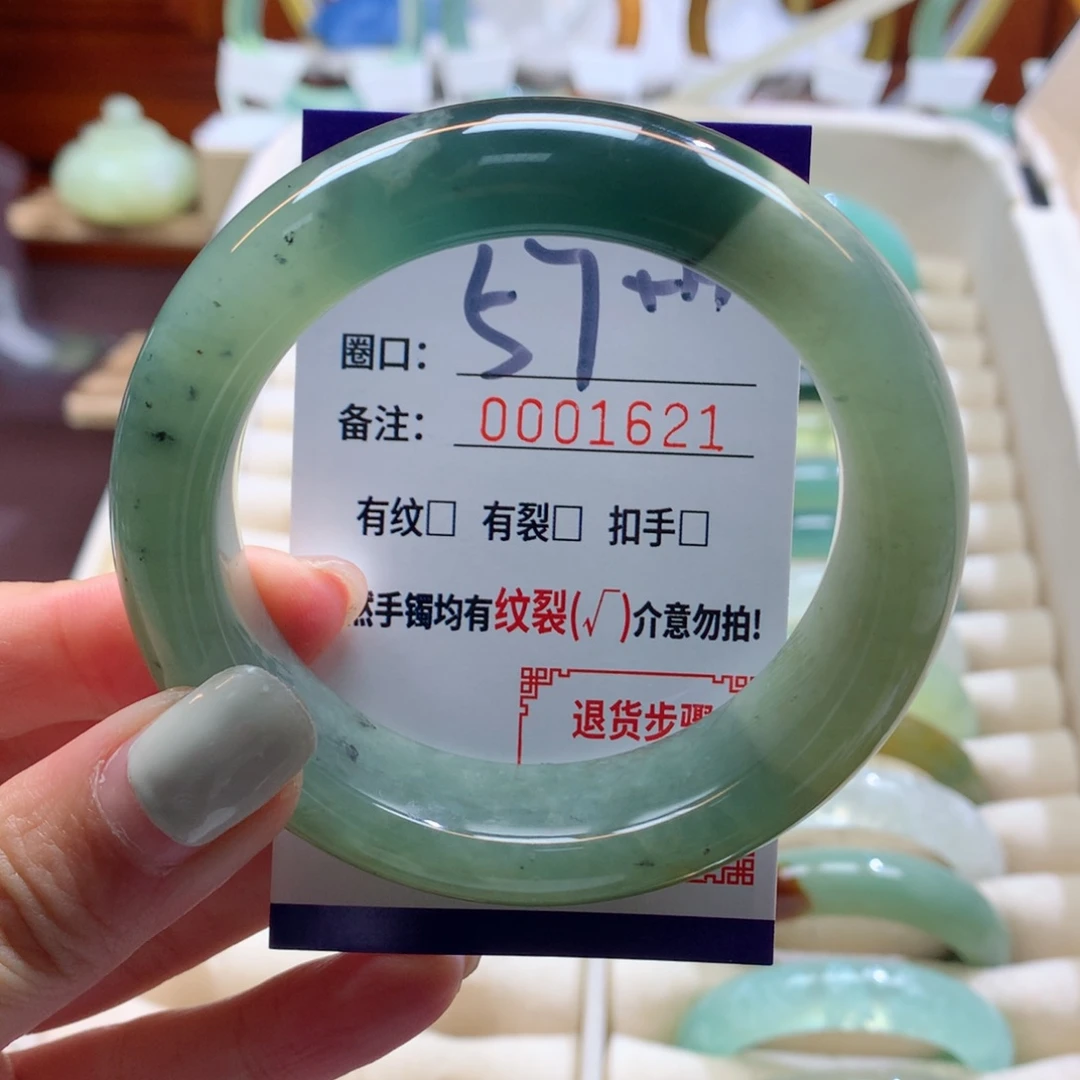 圈口： 57 mm
备注： 0001621
有纹□ 有裂□ 扣手□
然手镯均有纹裂(√)介意勿拍!
退货步骤